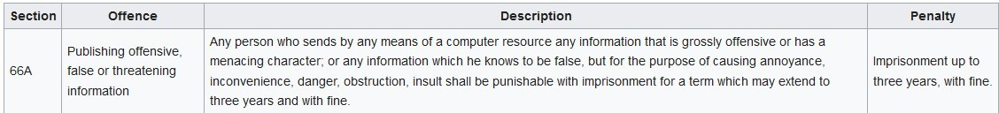 Section Offence Description Penalty
66A
Publishing offensive,
false or threatening
information
Any person who sends by any means of a computer resource any information that is grossly offensive or has a
menacing character; or any information which he knows to be false, but for the purpose of causing annoyance,
inconvenience, danger, obstruction, insult shall be punishable with imprisonment for a term which may extend to
three years and with fine.
Imprisonment up to
three years, with fine.